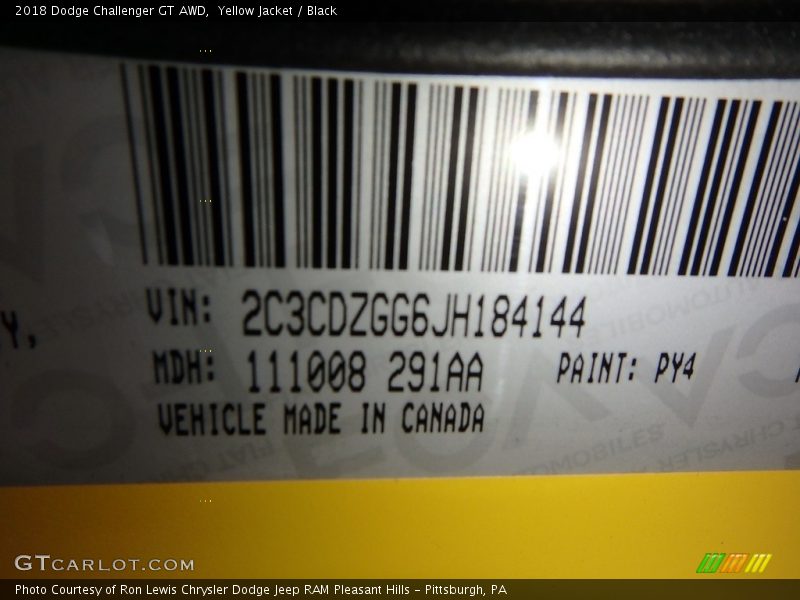 2018 Dodge Challenger GT AWD,  Yellow Jacket / Black
Y,
VIN: 2C3CDZGG6JH184144
MDH: 111008 291AA
PAINT: PY4
VEHICLE MADE IN CANADA
GTCARLOT.COM
Photo Courtesy of Ron Lewis Chrysler Dodge Jeep RAM Pleasant Hills - Pittsburgh, PA